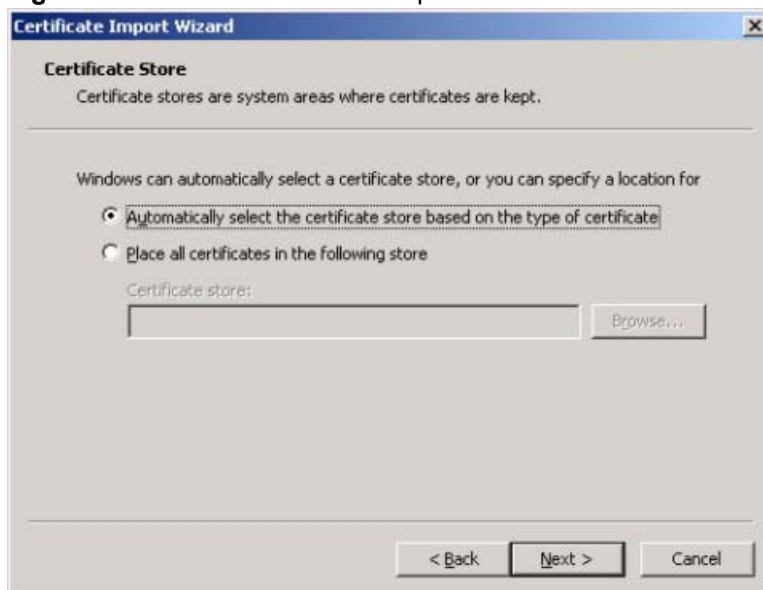 Certificate Import Wizard
Certificate Store
Certificate stores are system areas where certificates are kept.
Windows can automatically select a certificate store, or you can specify a location for
Automatically select the certificate store based on the type of certificate
Place all certificates in the following store
Certificate store:
Browse...
< Back Next > Cancel